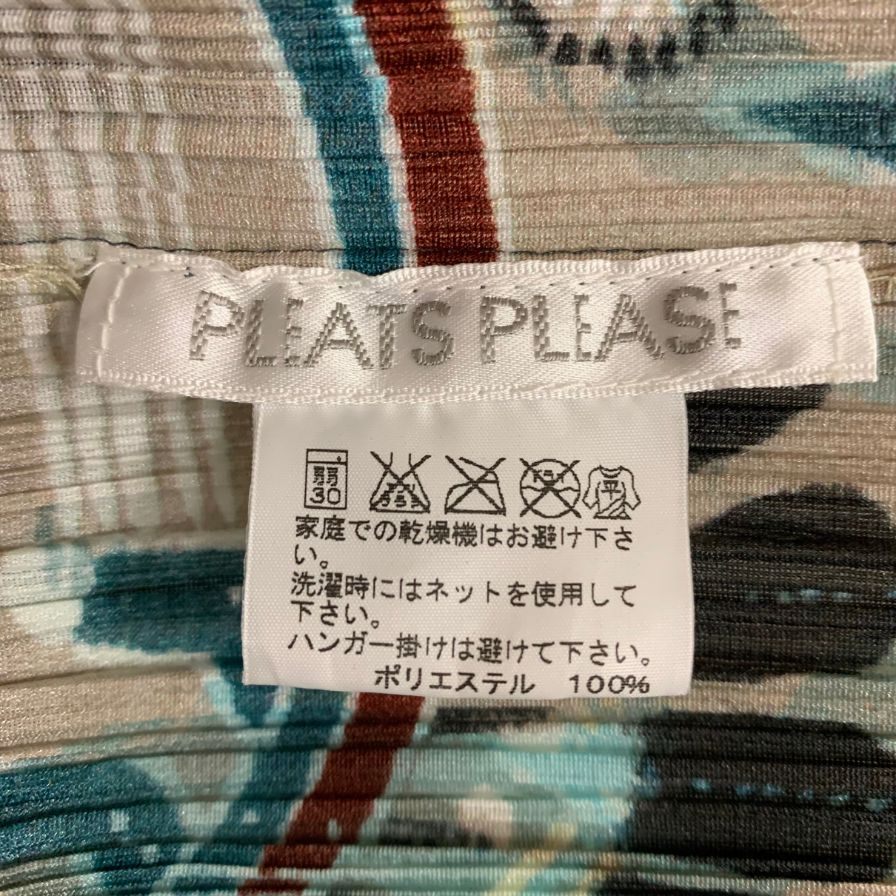 PLEATS PLEASE
弱 30 平
家庭での乾燥機はお避け下さ
い。
洗濯時にはネットを使用して
下さい。
ハンガー掛けは避けて下さい。
ポリエステル 100%